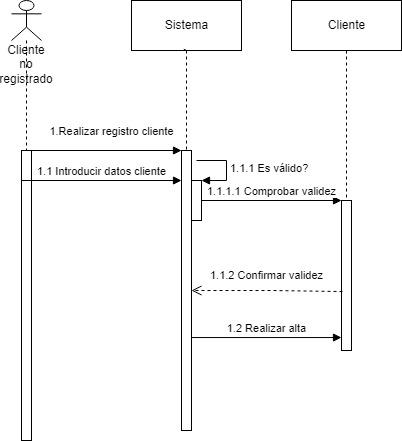 Sistema
Cliente
Cliente
no
registrado
1.Realizar registro cliente
1.1.1 Es válido?
1.1 Introducir datos cliente
1.1.1.1 Comprobar validez
1.1.2 Confirmar validez
1.2 Realizar alta